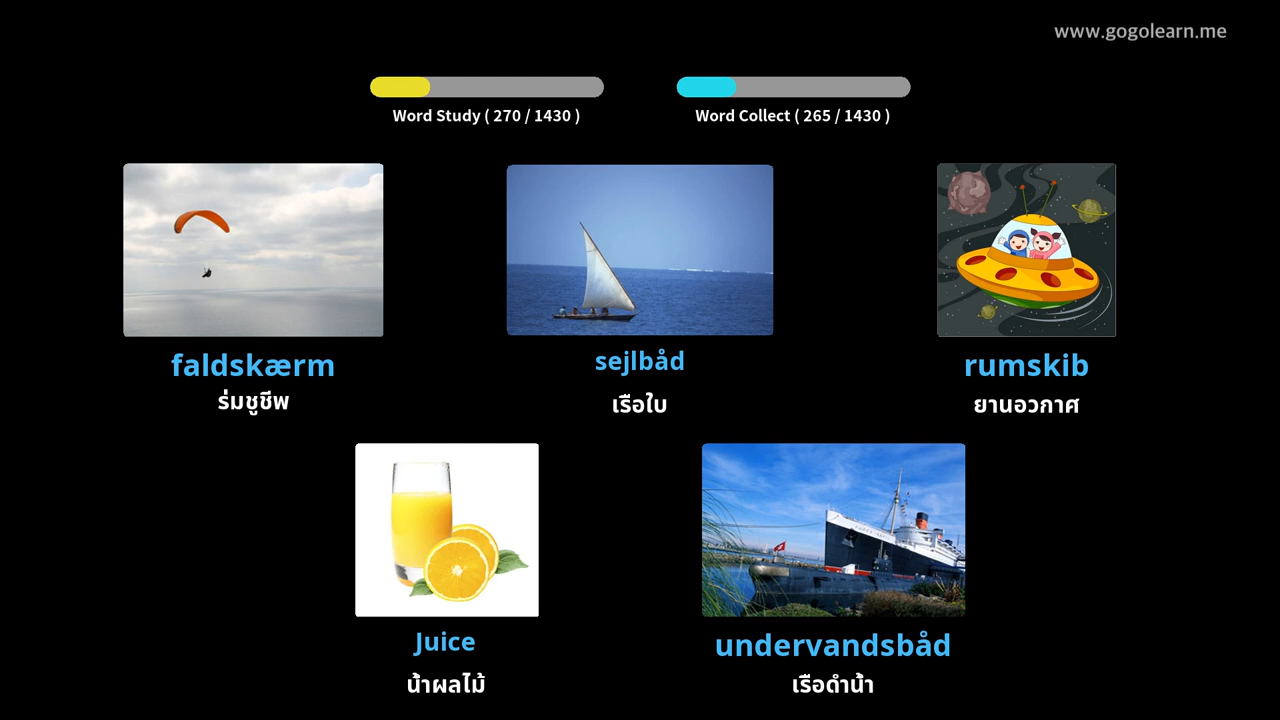 www.gogolearn.me
Word Study ( 270 / 1430 )
Word Collect ( 265 / 1430 )
faldskærm
ร่มชูชีพ
sejlbåd
เรือใบ
rumskib
ยานอวกาศ
Juice
น้ำผลไม้
undervandsbåd
เรือดำน้ำ